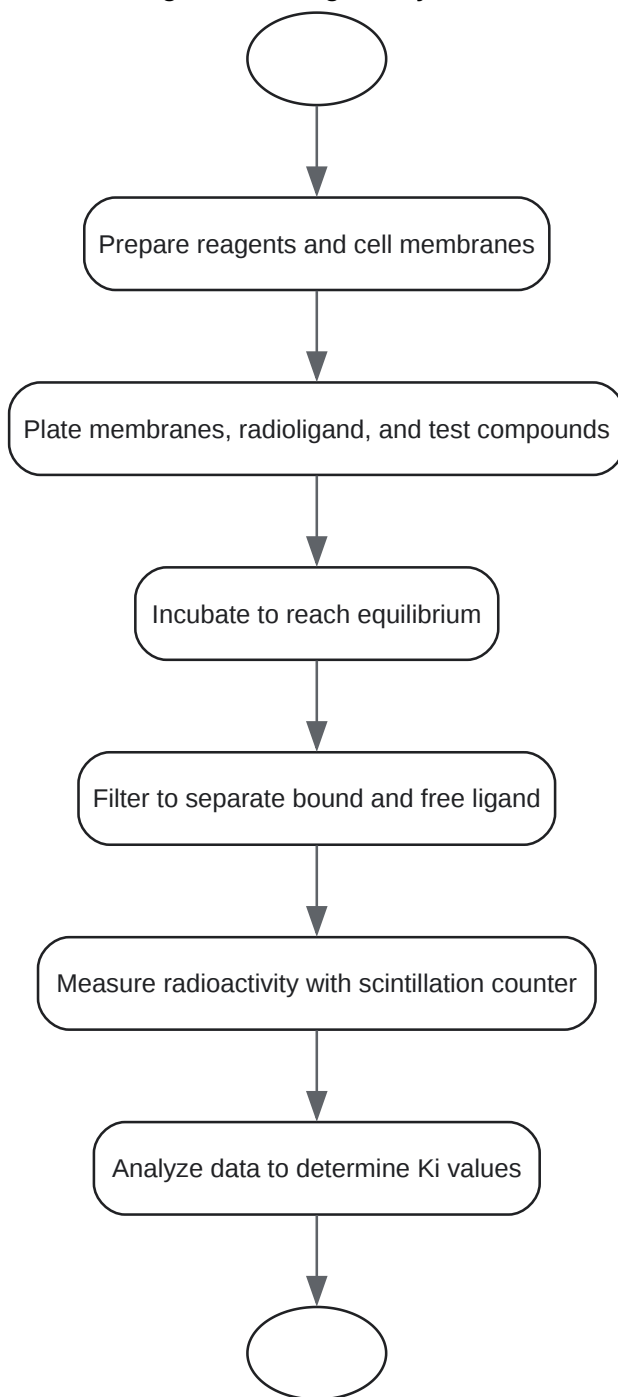 Prepare reagents and cell membranes
Plate membranes, radioligand, and test compounds
Incubate to reach equilibrium
Filter to separate bound and free ligand
Measure radioactivity with scintillation counter
Analyze data to determine Ki values